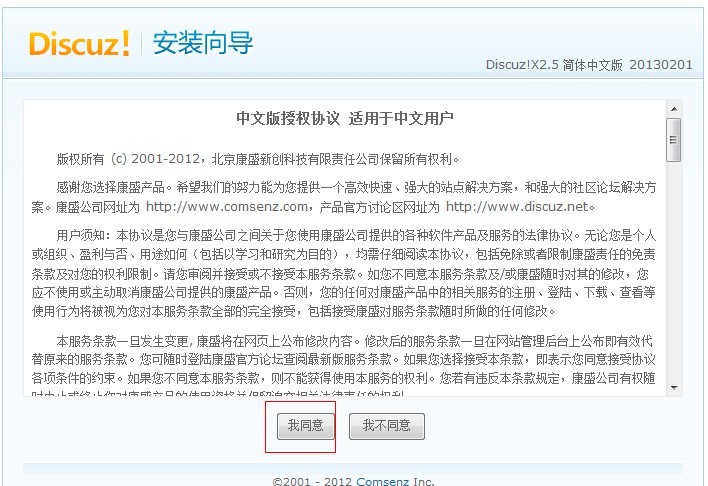 Discuz! 安装向导
Discuz!X2.5 简体中文版 20130201
中文版授权协议 适用于中文用户
版权所有 (c) 2001-2012，北京康盛新创科技有限责任公司保留所有权利。
感谢您选择康盛产品。希望我们的努力能为您提供一个高效快速、强大的站点解决方案，和强大的社区论坛解决方
案。康盛公司网址为 http://www.comsenz.com，产品官方讨论区网址为 http://www.discuz.net。
用户须知：本协议是您与康盛公司之间关于您使用康盛公司提供的各种软件产品及服务的法律协议。无论您是个人
或组织、盈利与否、用途如何（包括以学习和研究为目的），均需仔细阅读本协议，包括免除或者限制康盛责任的免责
条款及对您的权利限制。请您审阅并接受或不接受本服务条款。如您不同意本服务条款及/或康盛随时对其的修改，您
应不使用或主动取消康盛公司提供的康盛产品。否则，您的任何对康盛产品中的相关服务的注册、登陆、下载、查看等
使用行为将被视为您对本服务条款全部的完全接受，包括接受康盛对服务条款随时所做的任何修改。
本服务条款一旦发生变更, 康盛将在网页上公布修改内容。修改后的服务条款一旦在网站管理后台上公布即有效代
替原来的服务条款。您可随时登陆康盛官方论坛查阅最新版服务条款。如果您选择接受本条款，即表示您同意接受协议
各项条件的约束。如果您不同意本服务条款，则不能获得使用本服务的权利。您若有违反本条款规定，康盛公司有权随
时中止或终止您对康盛产品的使用资格并保留追究相关法律责任的权利。
我同意 我不同意
©2001 - 2012 Comsenz Inc.